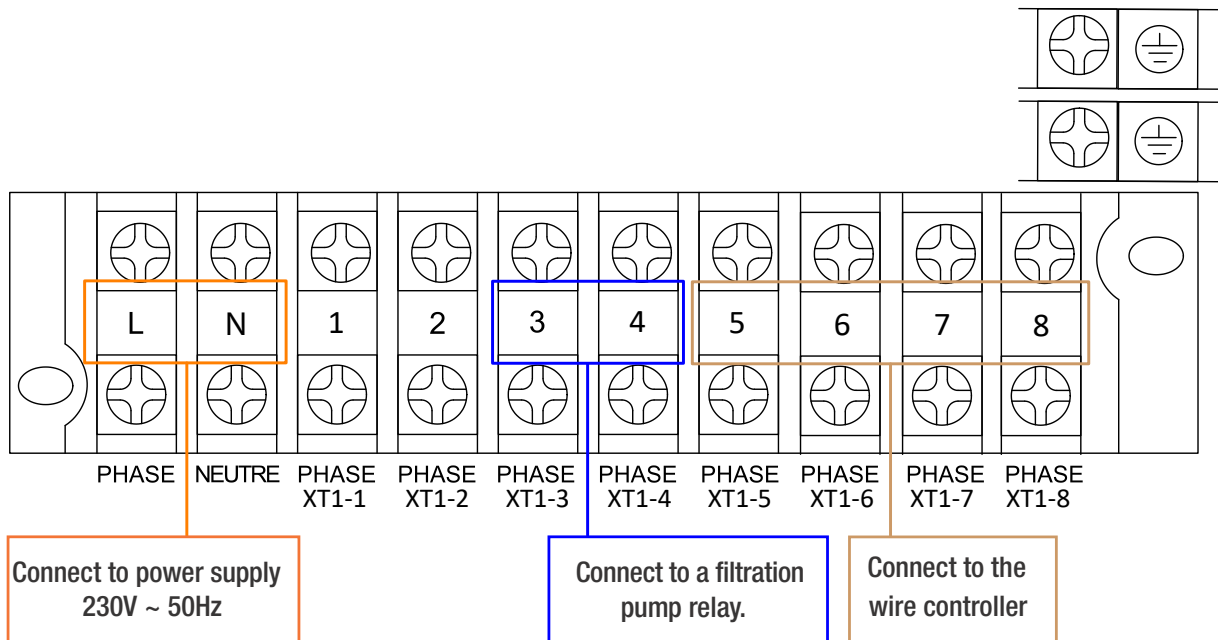 L N 1 2 3 4 5 6 7 8
PHASE NEUTRE PHASE PHASE PHASE PHASE PHASE PHASE PHASE PHASE
XT1-1 XT1-2 XT1-3 XT1-4 XT1-5 XT1-6 XT1-7 XT1-8
Connect to power supply
230V ~ 50Hz
Connect to a filtration
pump relay.
Connect to the
wire controller